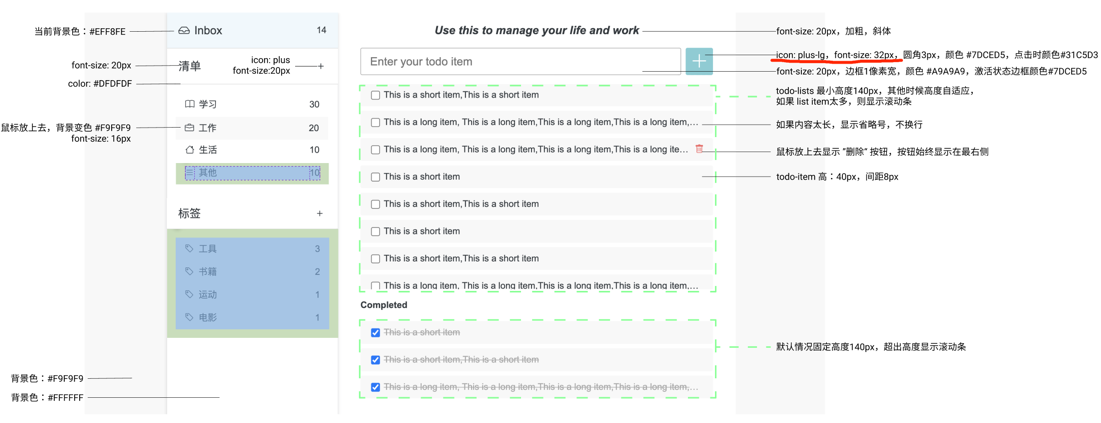 当前背景色：#EFF8FE
Inbox 14
font-size: 20px
清单
icon: plus
font-size:20px
+
color: #DFDFDF
学习 30
鼠标放上去，背景变色 #F9F9F9
font-size: 16px
工作 20
生活 10
其他 10
标签 +
工具 3
书籍 2
运动 1
电影 1
背景色：#F9F9F9
背景色：#FFFFFF
Use this to manage your life and work
Enter your todo item
+
This is a short item,This is a short item
This is a long item, This is a long item,This is a long item,This is a long item,…
This is a long item, This is a long item,This is a long item,This is a long ite…
This is a short item
This is a short item,This is a short item
This is a short item
This is a short item,This is a short item
This is a long item, This is a long item,This is a long item,This is a long item,…
Completed
This is a short item
This is a short item,This is a short item
This is a long item, This is a long item,This is a long item,This is a long item,…
font-size: 20px，加粗，斜体
icon: plus-lg，font-size: 32px，圆角3px，颜色 #7DCED5，点击时颜色#31C5D3
font-size: 20px，边框1像素宽，颜色 #A9A9A9，激活状态边框颜色#7DCED5
todo-lists 最小高度140px，其他时候高度自适应，
如果 list item太多，则显示滚动条
如果内容太长，显示省略号，不换行
鼠标放上去显示 “删除” 按钮，按钮始终显示在最右侧
todo-item 高：40px，间距8px
默认情况固定高度140px，超出高度显示滚动条